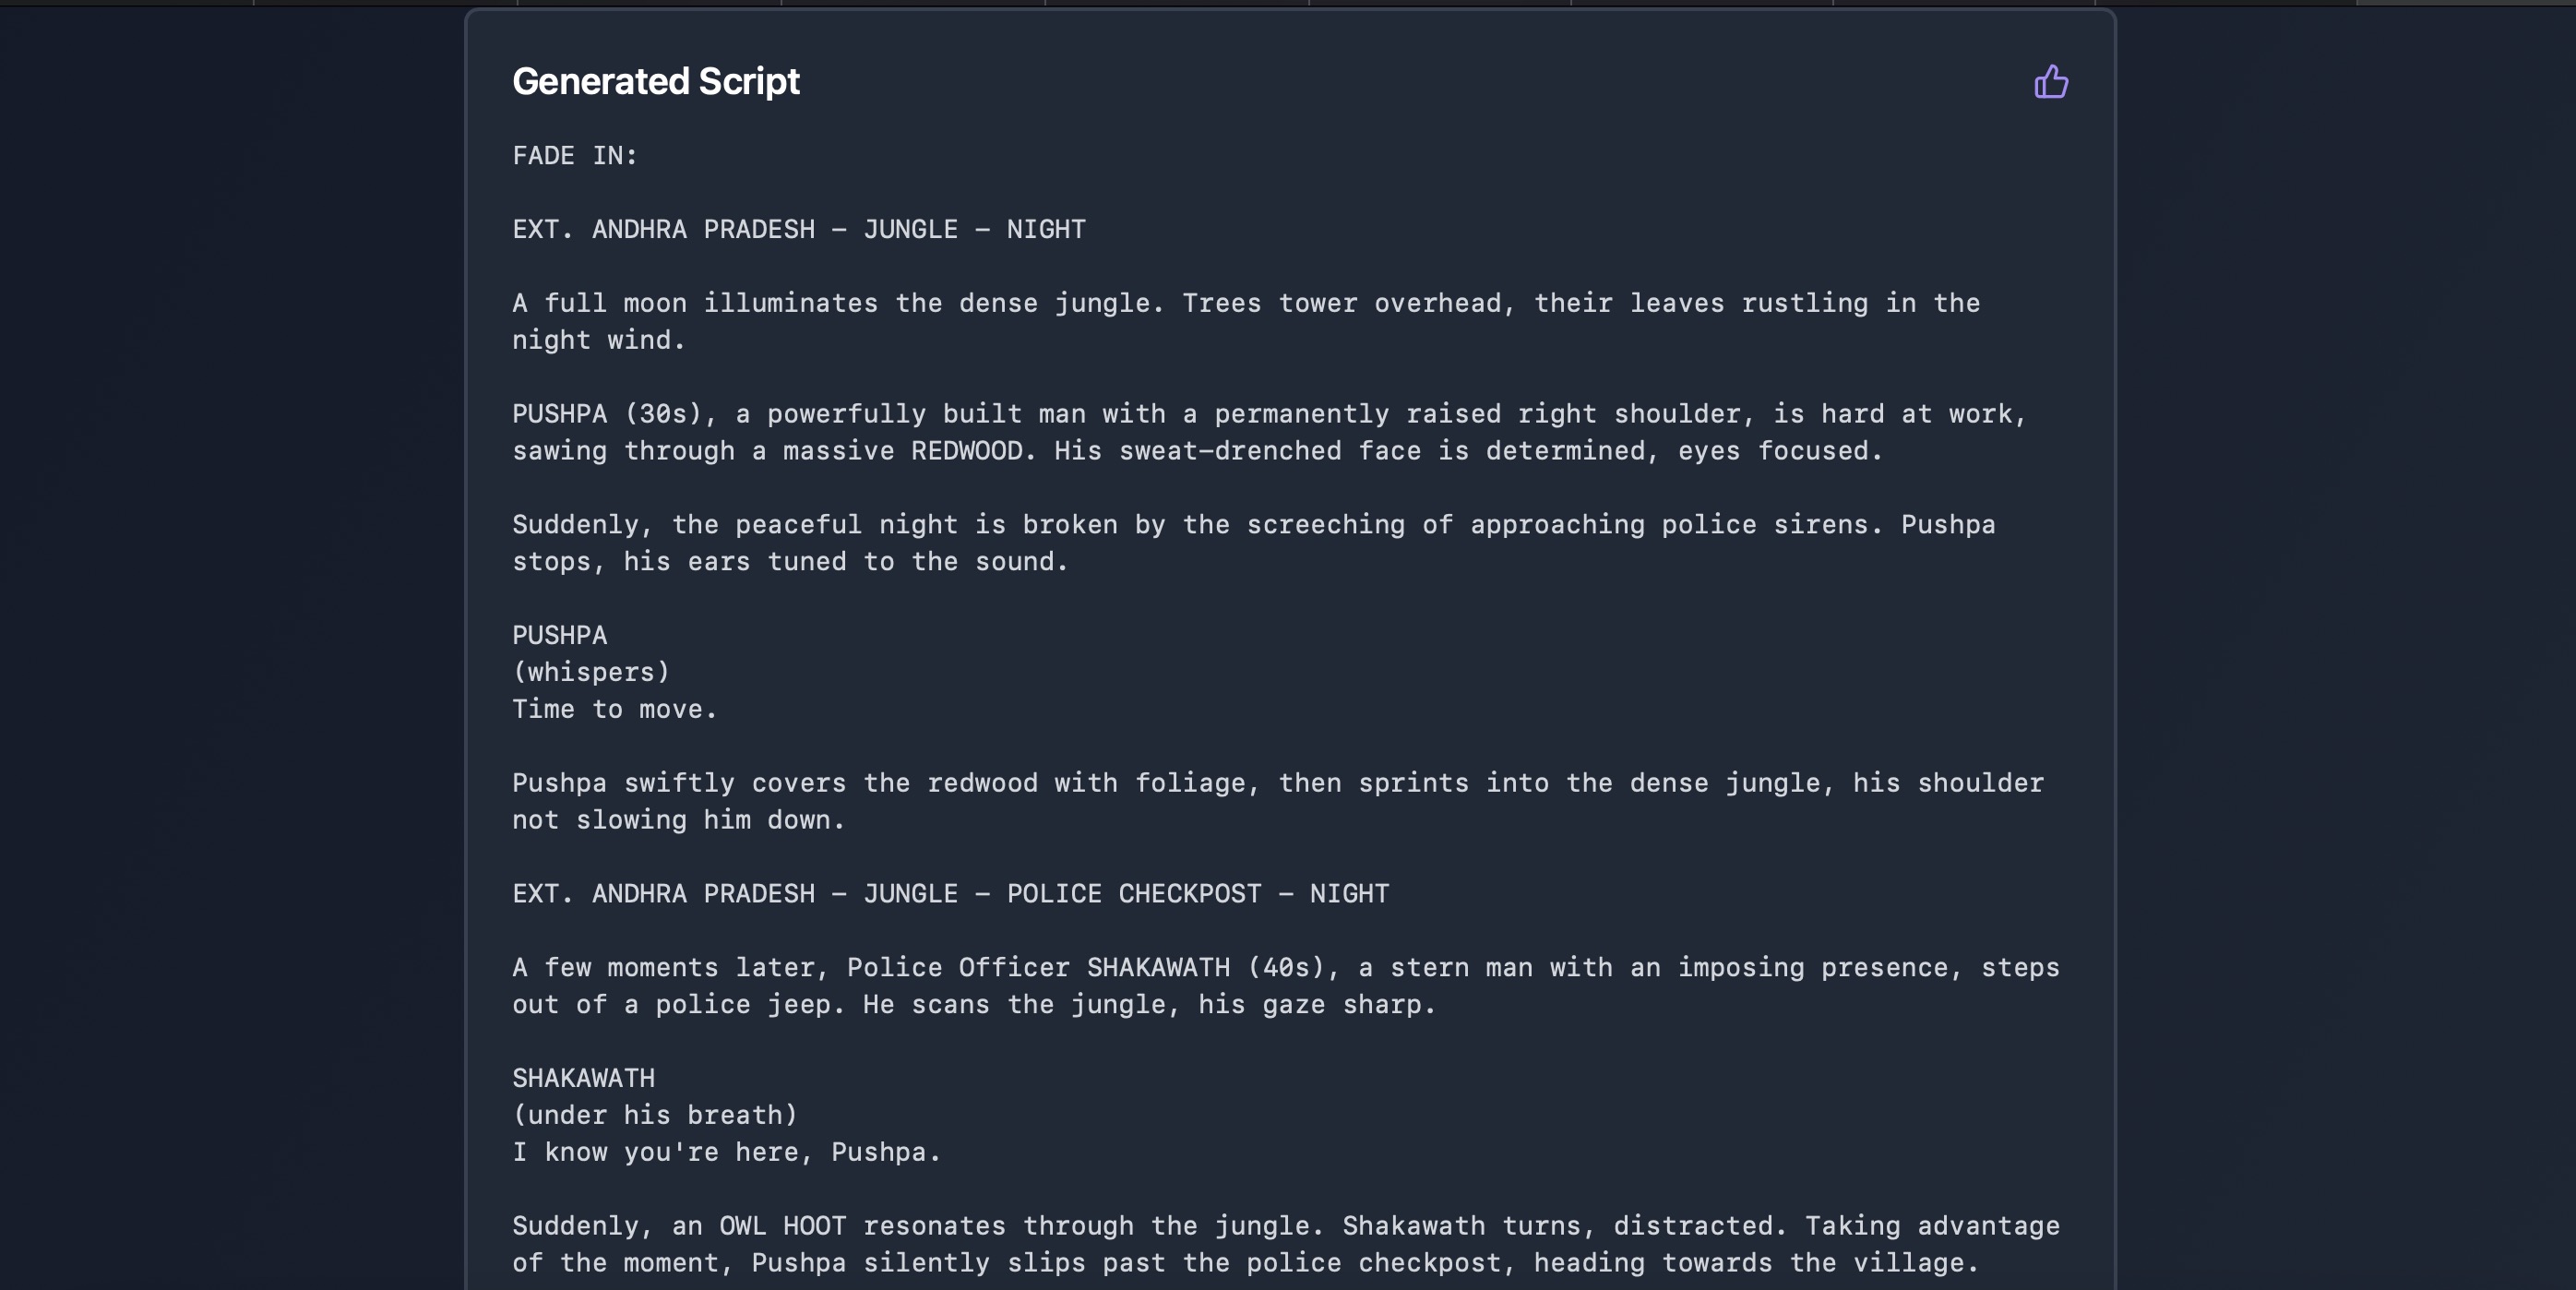 Generated Script
FADE IN:
EXT. ANDHRA PRADESH – JUNGLE – NIGHT
A full moon illuminates the dense jungle. Trees tower overhead, their leaves rustling in the
night wind.
PUSHPA (30s), a powerfully built man with a permanently raised right shoulder, is hard at work,
sawing through a massive REDWOOD. His sweat-drenched face is determined, eyes focused.
Suddenly, the peaceful night is broken by the screeching of approaching police sirens. Pushpa
stops, his ears tuned to the sound.
PUSHPA
(whispers)
Time to move.
Pushpa swiftly covers the redwood with foliage, then sprints into the dense jungle, his shoulder
not slowing him down.
EXT. ANDHRA PRADESH – JUNGLE – POLICE CHECKPOST – NIGHT
A few moments later, Police Officer SHAKAWATH (40s), a stern man with an imposing presence, steps
out of a police jeep. He scans the jungle, his gaze sharp.
SHAKAWATH
(under his breath)
I know you're here, Pushpa.
Suddenly, an OWL HOOT resonates through the jungle. Shakawath turns, distracted. Taking advantage
of the moment, Pushpa silently slips past the police checkpost, heading towards the village.